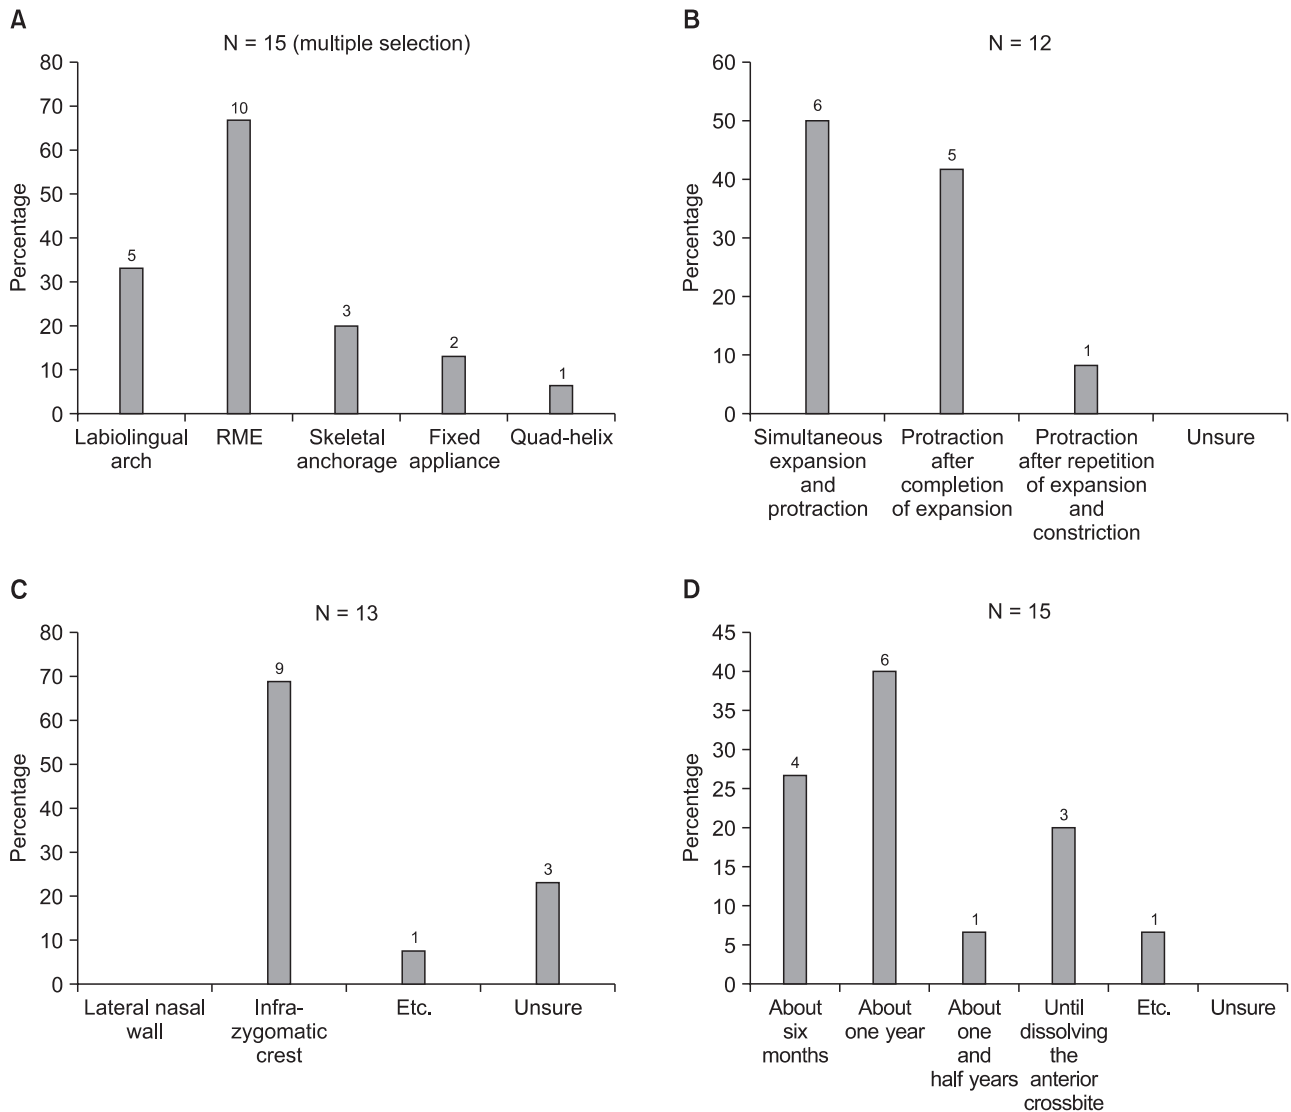 A
N = 15 (multiple selection)
Percentage
80
70
60
50
40
30
20
10
0
5
10
3
2
1
Labiolingual
arch
RME
Skeletal
anchorage
Fixed
appliance
Quad-helix
B
N = 12
Percentage
60
50
40
30
20
10
0
6
5
1
Simultaneous
expansion
and
protraction
Protraction
after
completion
of expansion
Protraction
after repetition
of expansion
and
constriction
Unsure
C
N = 13
Percentage
80
70
60
50
40
30
20
10
0
9
1
3
Lateral nasal
wall
Infra-
zygomatic
crest
Etc.
Unsure
D
N = 15
Percentage
45
40
35
30
25
20
15
10
5
0
4
6
1
3
1
About
six
months
About
one year
About
one
and
half years
Until
dissolving
the
anterior
crossbite
Etc.
Unsure